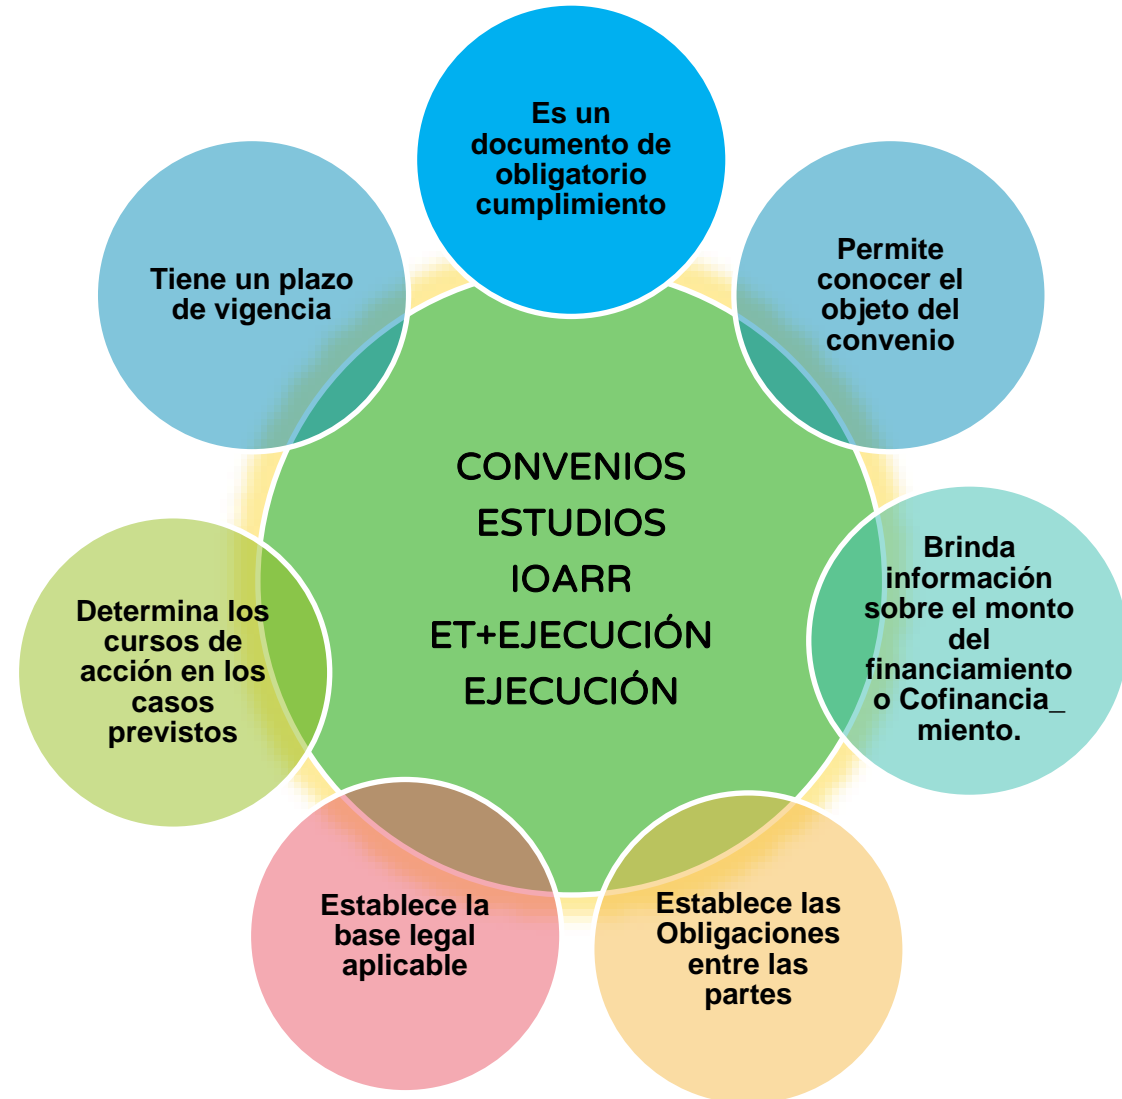 Es un
documento de
obligatorio
cumplimiento
Permite
conocer el
objeto del
convenio
Brinda
información
sobre el monto
del
financiamiento
o Cofinancia_
miento.
Establece las
Obligaciones
entre las
partes
Establece la
base legal
aplicable
Determina los
cursos de
acción en los
casos
previstos
Tiene un plazo
de vigencia
CONVENIOS
ESTUDIOS
IOARR
ET+EJECUCIÓN
EJECUCIÓN